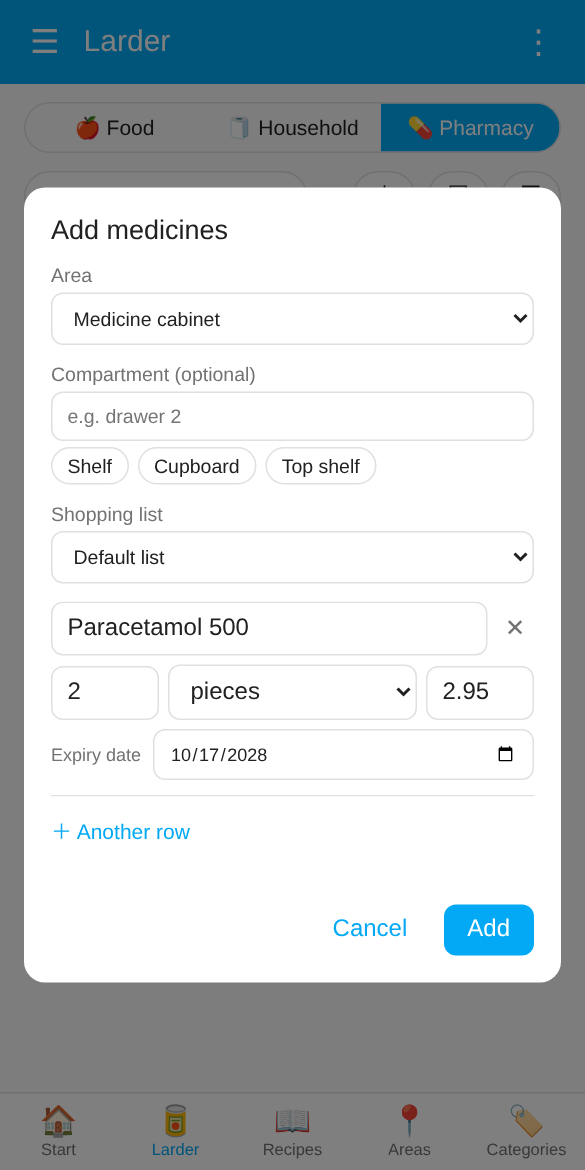 Larder
Food Household Pharmacy
Add medicines
Area
Medicine cabinet
Compartment (optional)
e.g. drawer 2
Shelf Cupboard Top shelf
Shopping list
Default list
Paracetamol 500
2 pieces 2.95
Expiry date 10/17/2028
+ Another row
Cancel Add
Start Larder Recipes Areas Categories